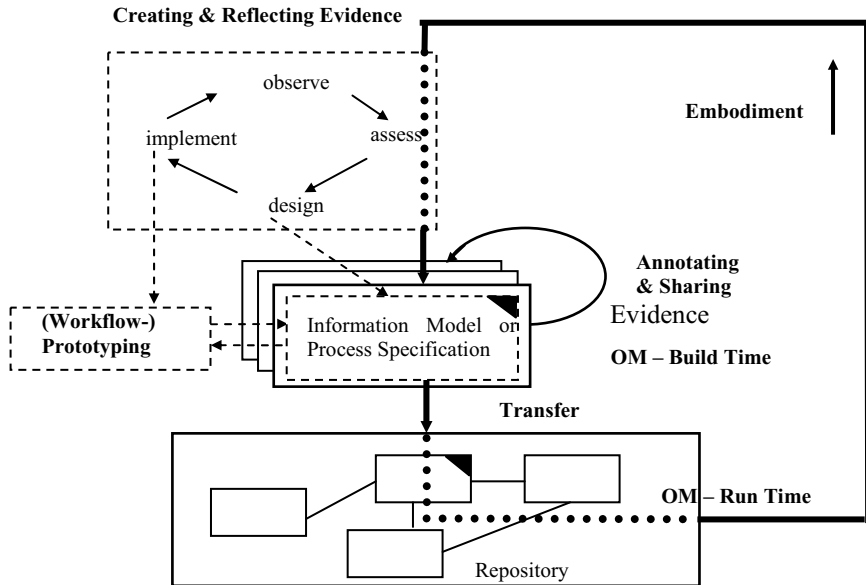 Creating & Reflecting Evidence
observe
Embodiment
implement
assess
design
Annotating
& Sharing
Evidence
(Workflow-)
Prototyping
Information Model or
Process Specification
OM – Build Time
Transfer
OM – Run Time
Repository